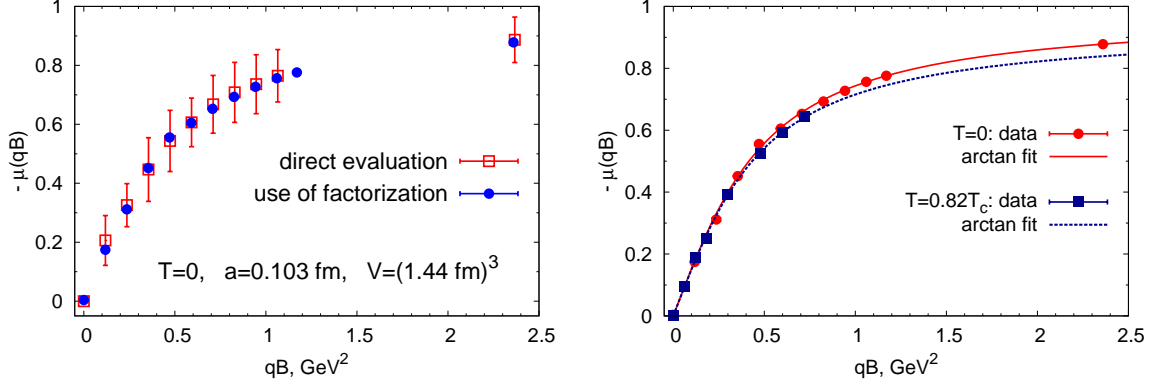 1
0.8
0.6
0.4
0.2
0
- μ(qB)
direct evaluation
use of factorization
T=0, a=0.103 fm, V=(1.44 fm)³
0 0.5 1 1.5 2 2.5
qB, GeV²
1
0.8
0.6
0.4
0.2
0
- μ(qB)
T=0: data
arctan fit
T=0.82T_c: data
arctan fit
0 0.5 1 1.5 2 2.5
qB, GeV²